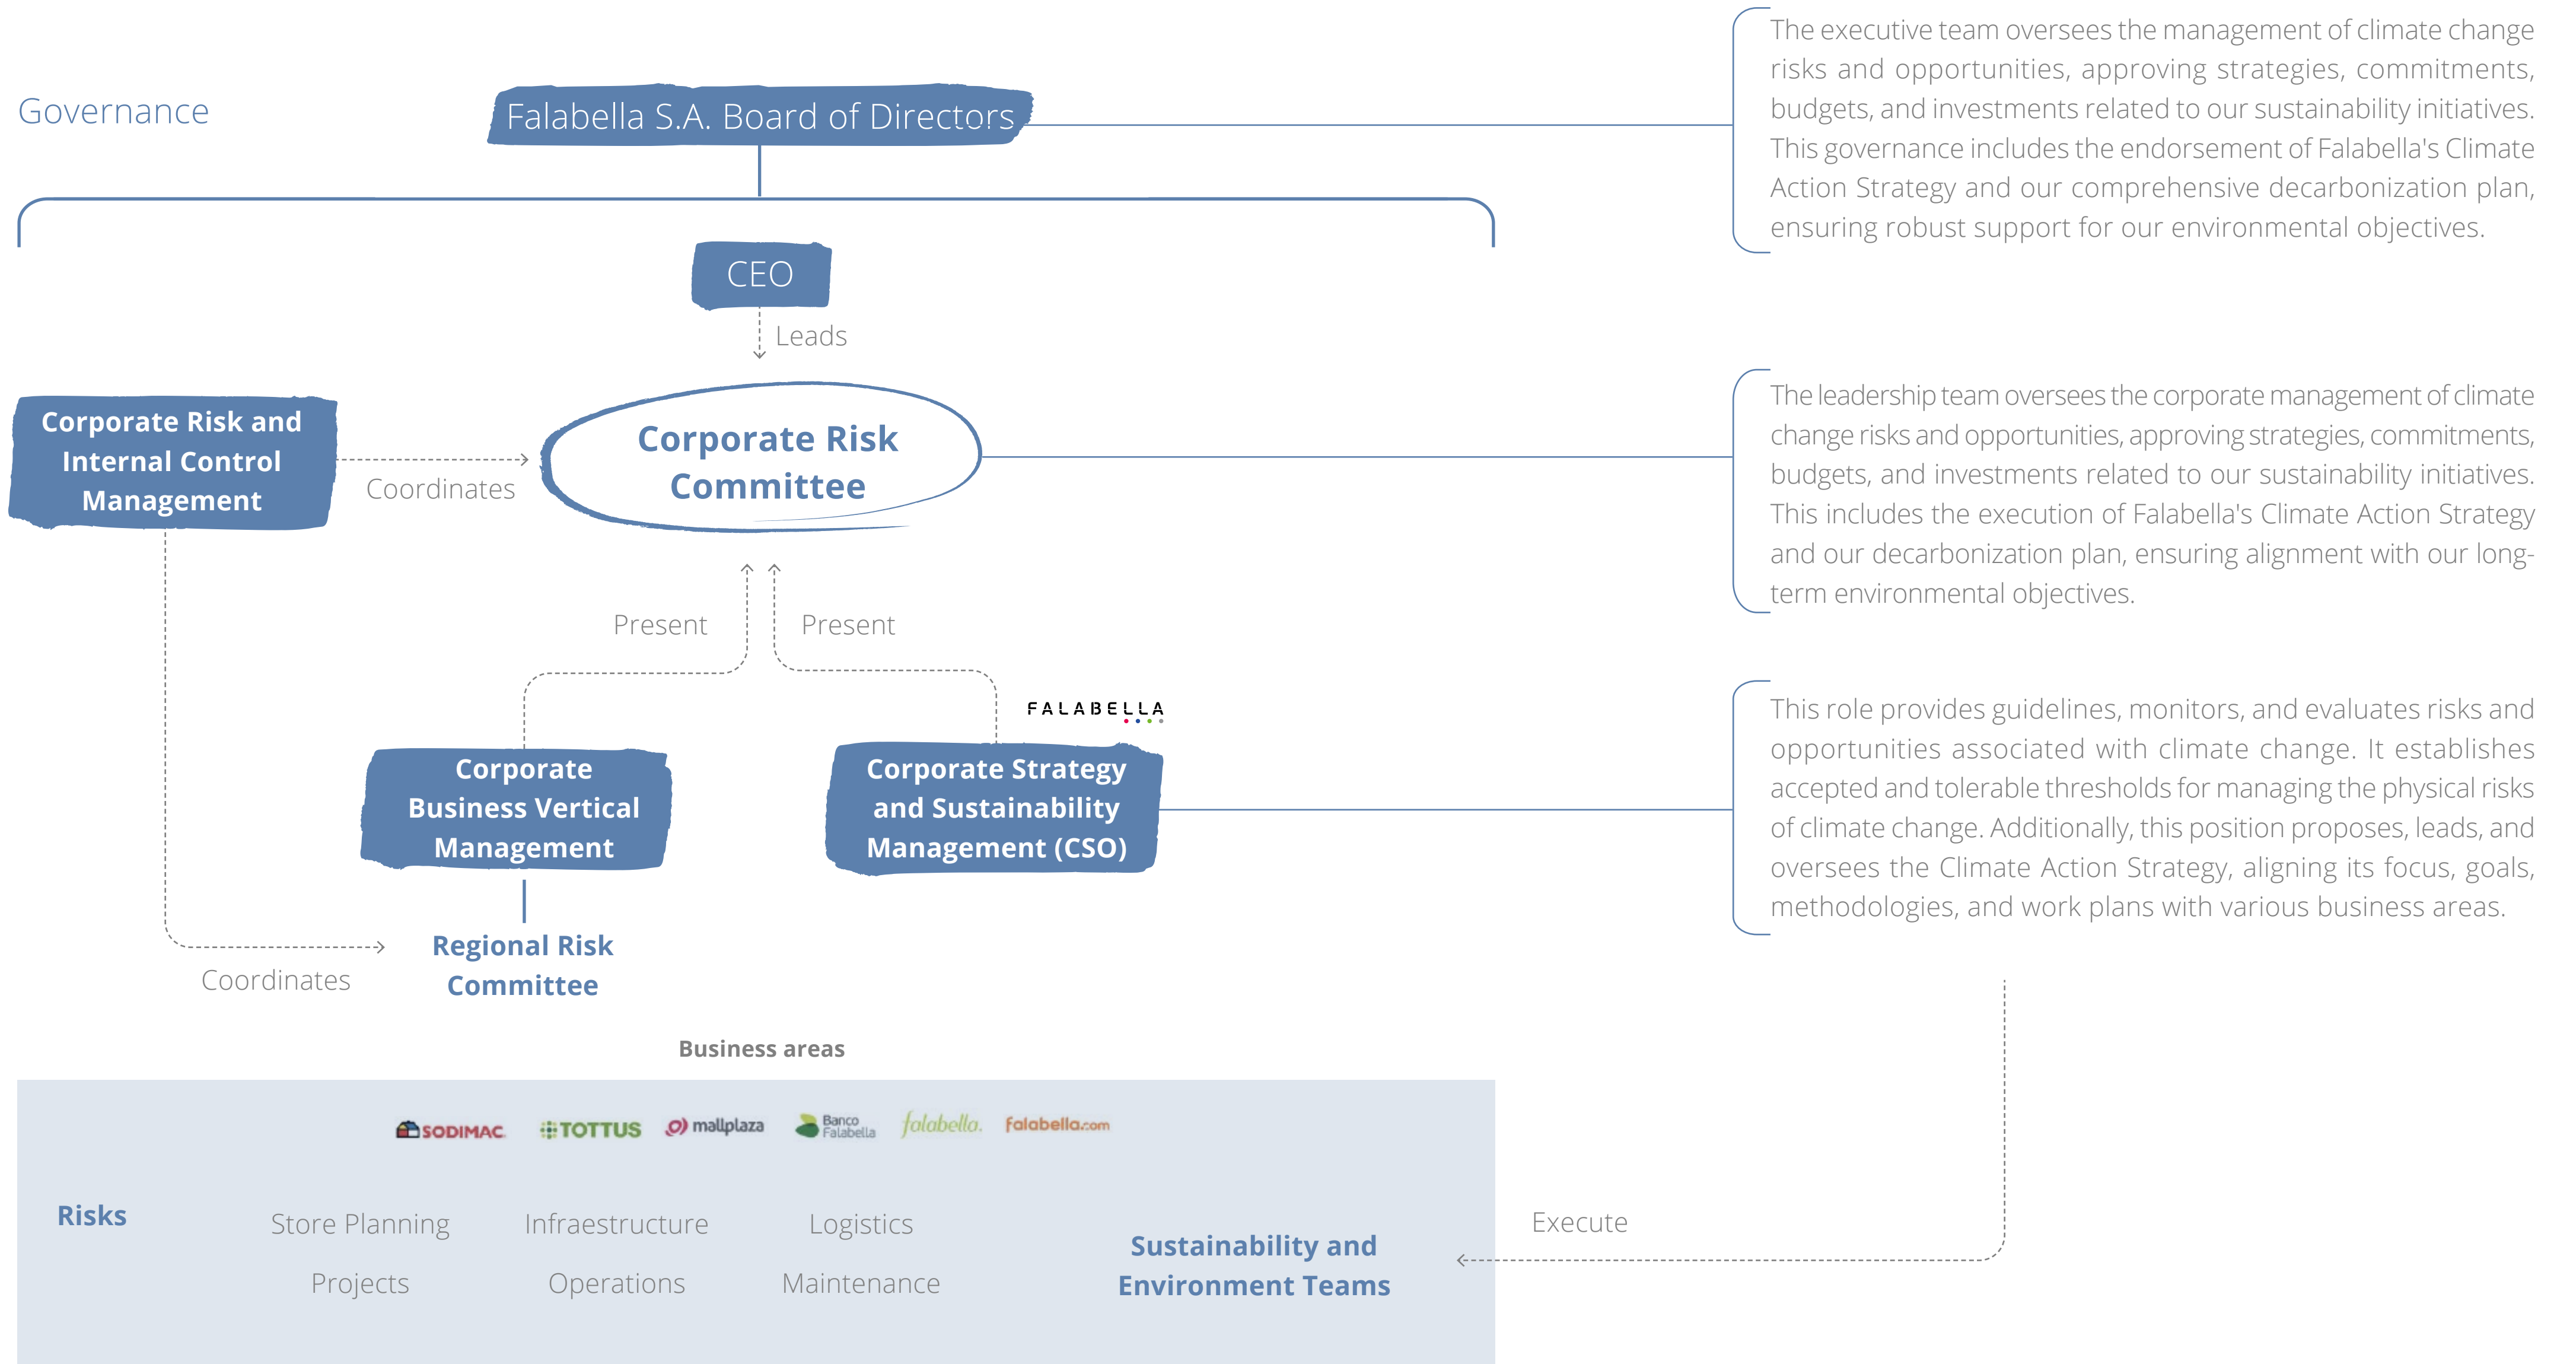 Governance
Falabella S.A. Board of Directors
The executive team oversees the management of climate change
risks and opportunities, approving strategies, commitments,
budgets, and investments related to our sustainability initiatives.
This governance includes the endorsement of Falabella's Climate
Action Strategy and our comprehensive decarbonization plan,
ensuring robust support for our environmental objectives.
CEO
Leads
Corporate Risk and
Internal Control
Management
Coordinates
Corporate Risk
Committee
The leadership team oversees the corporate management of climate
change risks and opportunities, approving strategies, commitments,
budgets, and investments related to our sustainability initiatives.
This includes the execution of Falabella's Climate Action Strategy
and our decarbonization plan, ensuring alignment with our long-
term environmental objectives.
Present
Present
FALABELLA
Corporate
Business Vertical
Management
Corporate Strategy
and Sustainability
Management (CSO)
This role provides guidelines, monitors, and evaluates risks and
opportunities associated with climate change. It establishes
accepted and tolerable thresholds for managing the physical risks
of climate change. Additionally, this position proposes, leads, and
oversees the Climate Action Strategy, aligning its focus, goals,
methodologies, and work plans with various business areas.
Coordinates
Regional Risk
Committee
Business areas
SODIMAC
TOTTUS
mallplaza
Banco
Falabella
falabella.
falabella.com
Risks
Store Planning
Infraestructure
Logistics
Projects
Operations
Maintenance
Sustainability and
Environment Teams
Execute